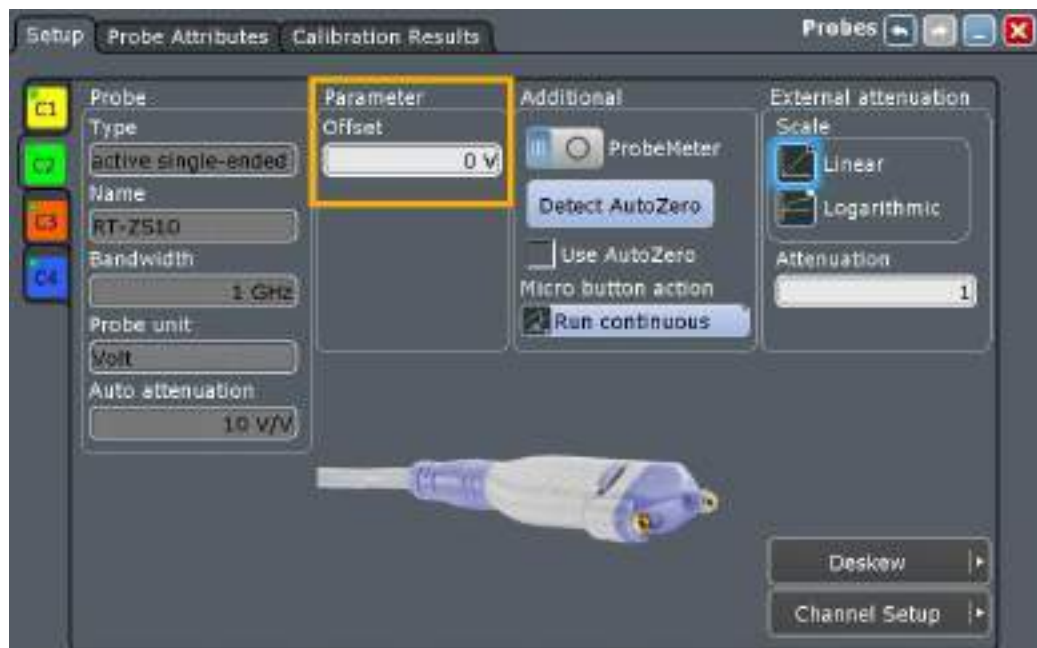 Setup Probe Attributes Calibration Results Probes
C1
C2
C3
C4
Probe
Type
active single-ended
Name
RT-ZS10
Bandwidth
1 GHz
Probe unit
Volt
Auto attenuation
10 V/V
Parameter
Offset
0 V
Additional
ProbeMeter
Detect AutoZero
Use AutoZero
Micro button action
Run continuous
External attenuation
Scale
Linear
Logarithmic
Attenuation
1
Deskew
Channel Setup